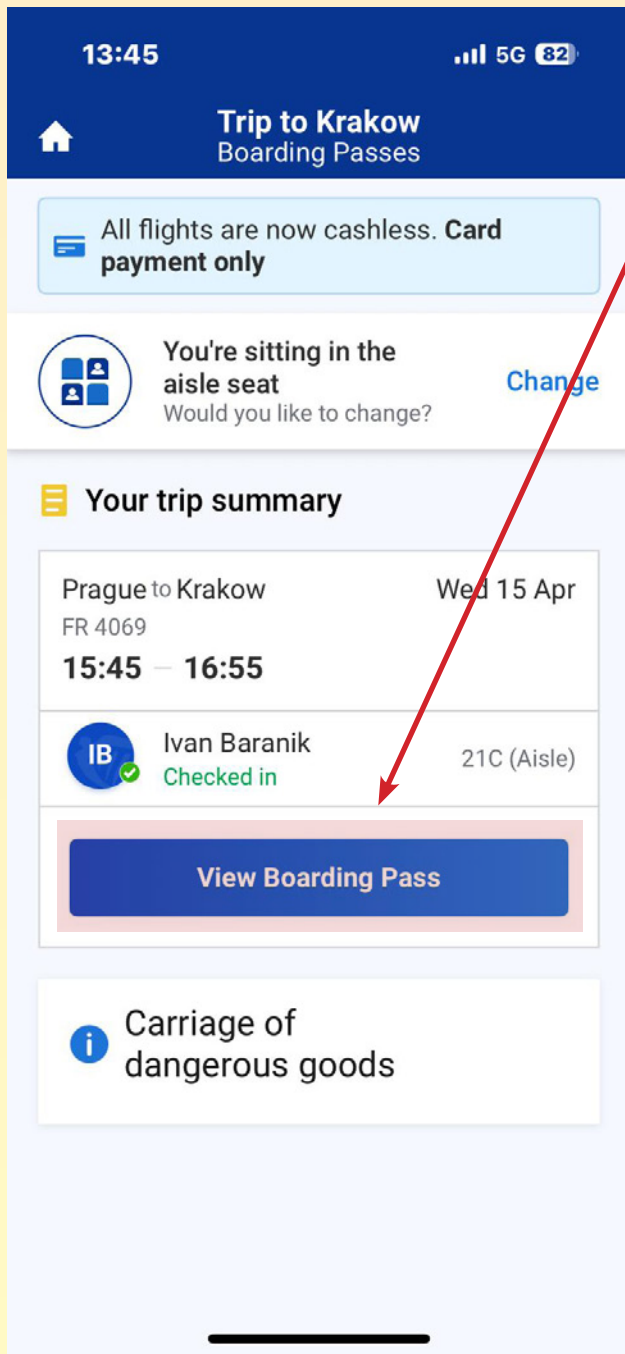 13:45 5G 82
Trip to Krakow
Boarding Passes
All flights are now cashless. Card
payment only
You're sitting in the
aisle seat
Would you like to change?
Change
Your trip summary
Prague to Krakow Wed 15 Apr
FR 4069
15:45 – 16:55
IB
Ivan Baranik
Checked in
21C (Aisle)
View Boarding Pass
Carriage of
dangerous goods